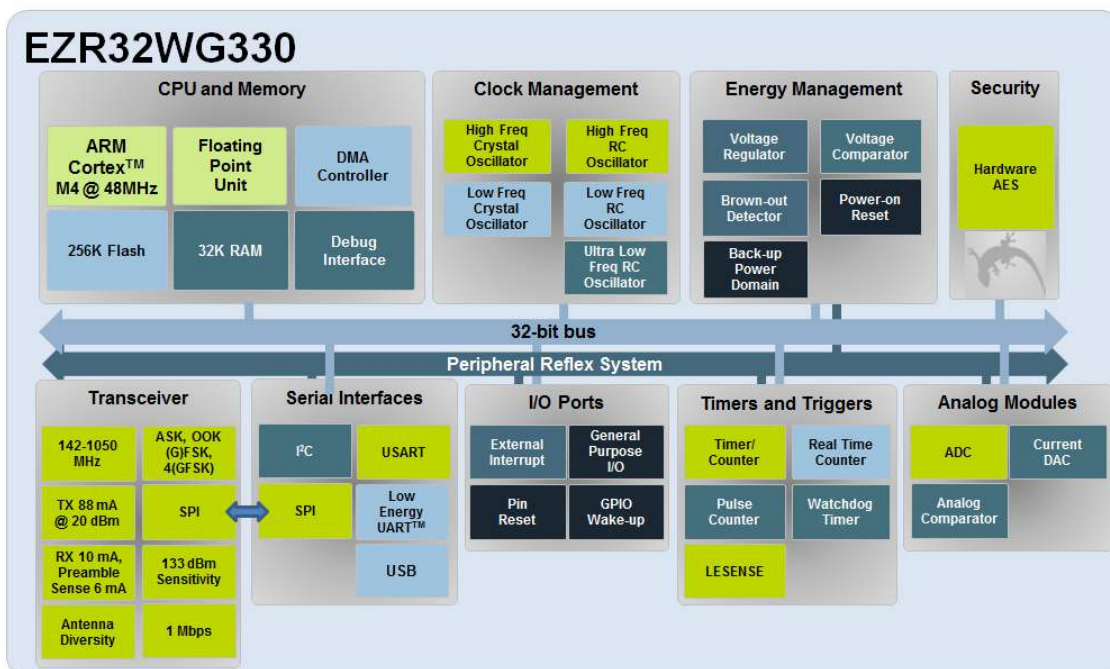 EZR32WG330
CPU and Memory
ARM
Cortex™
M4 @ 48MHz
Floating
Point
Unit
DMA
Controller
256K Flash
32K RAM
Debug
Interface
Clock Management
High Freq
Crystal
Oscillator
High Freq
RC
Oscillator
Low Freq
Crystal
Oscillator
Low Freq
RC
Oscillator
Ultra Low
Freq RC
Oscillator
Energy Management
Voltage
Regulator
Voltage
Comparator
Brown-out
Detector
Power-on
Reset
Back-up
Power
Domain
Security
Hardware
AES
32-bit bus
Peripheral Reflex System
Transceiver
142-1050
MHz
ASK, OOK
(G)FSK,
4(GFSK)
TX 88 mA
@ 20 dBm
SPI
RX 10 mA,
Preamble
Sense 6 mA
133 dBm
Sensitivity
Antenna
Diversity
1 Mbps
Serial Interfaces
I²C
USART
SPI
Low
Energy
UART™
USB
I/O Ports
External
Interrupt
General
Purpose
I/O
Pin
Reset
GPIO
Wake-up
Timers and Triggers
Timer/
Counter
Real Time
Counter
Pulse
Counter
Watchdog
Timer
LESENSE
Analog Modules
ADC
Current
DAC
Analog
Comparator